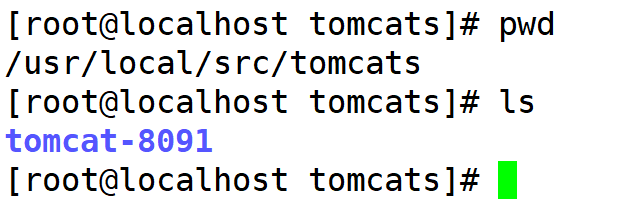 [root@localhost tomcats]# pwd
/usr/local/src/tomcats
[root@localhost tomcats]# ls
tomcat-8091
[root@localhost tomcats]#